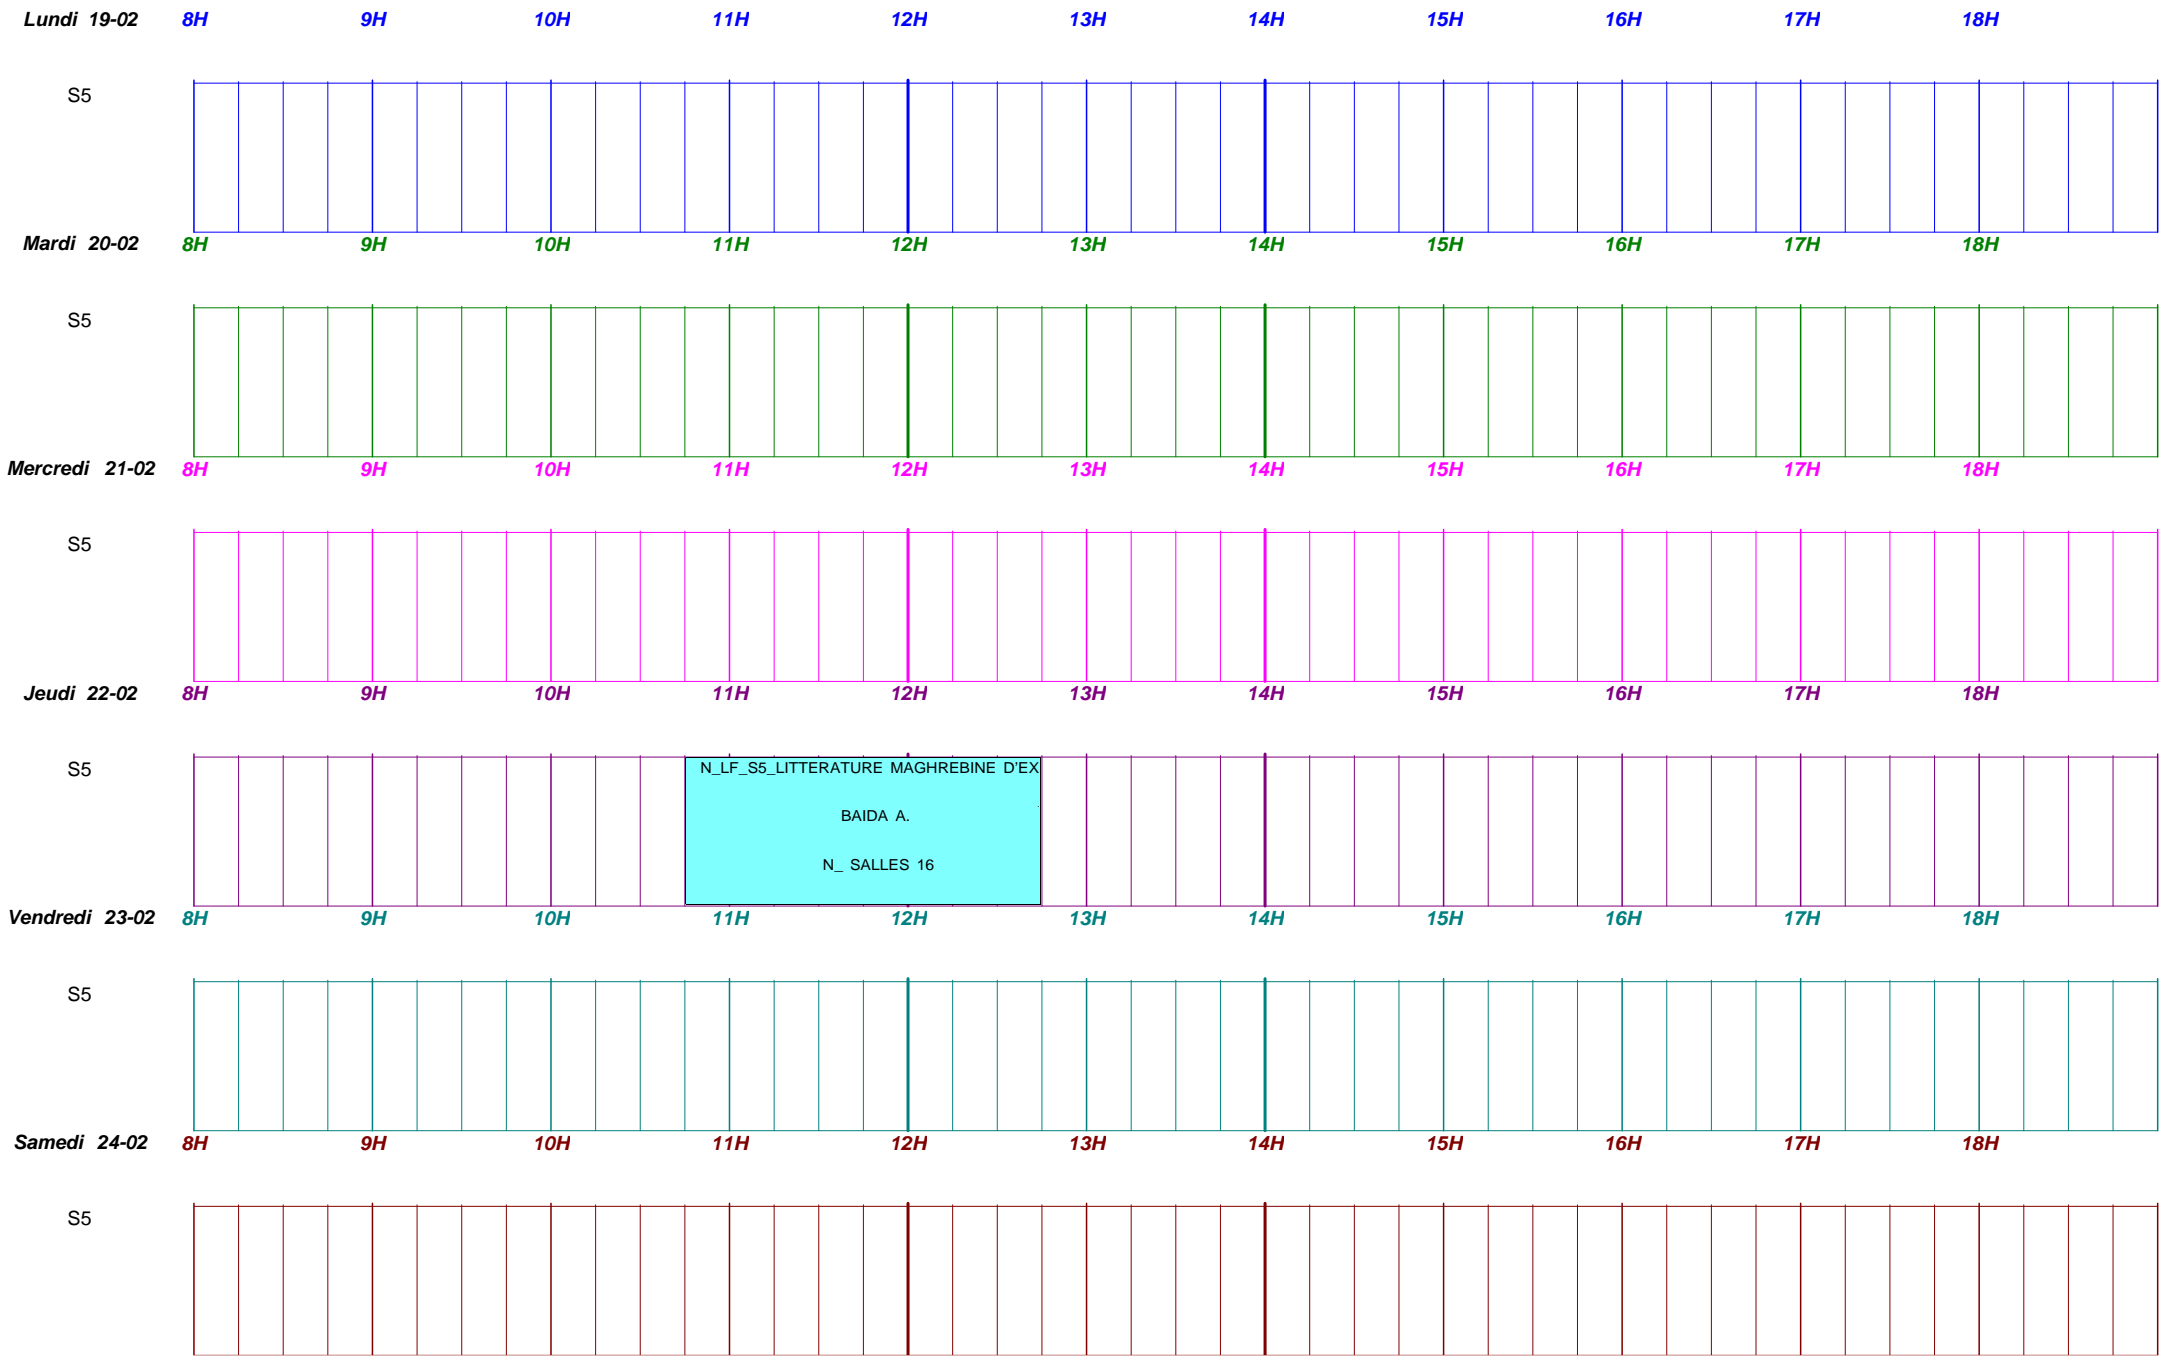 Lundi 19-02 8H 9H 10H 11H 12H 13H 14H 15H 16H 17H 18H
S5
Mardi 20-02 8H 9H 10H 11H 12H 13H 14H 15H 16H 17H 18H
S5
Mercredi 21-02 8H 9H 10H 11H 12H 13H 14H 15H 16H 17H 18H
S5
Jeudi 22-02 8H 9H 10H 11H 12H 13H 14H 15H 16H 17H 18H
S5 N_LF_S5_LITTERATURE MAGHREBINE D'EX
BAIDA A.
N_ SALLES 16
Vendredi 23-02 8H 9H 10H 11H 12H 13H 14H 15H 16H 17H 18H
S5
Samedi 24-02 8H 9H 10H 11H 12H 13H 14H 15H 16H 17H 18H
S5